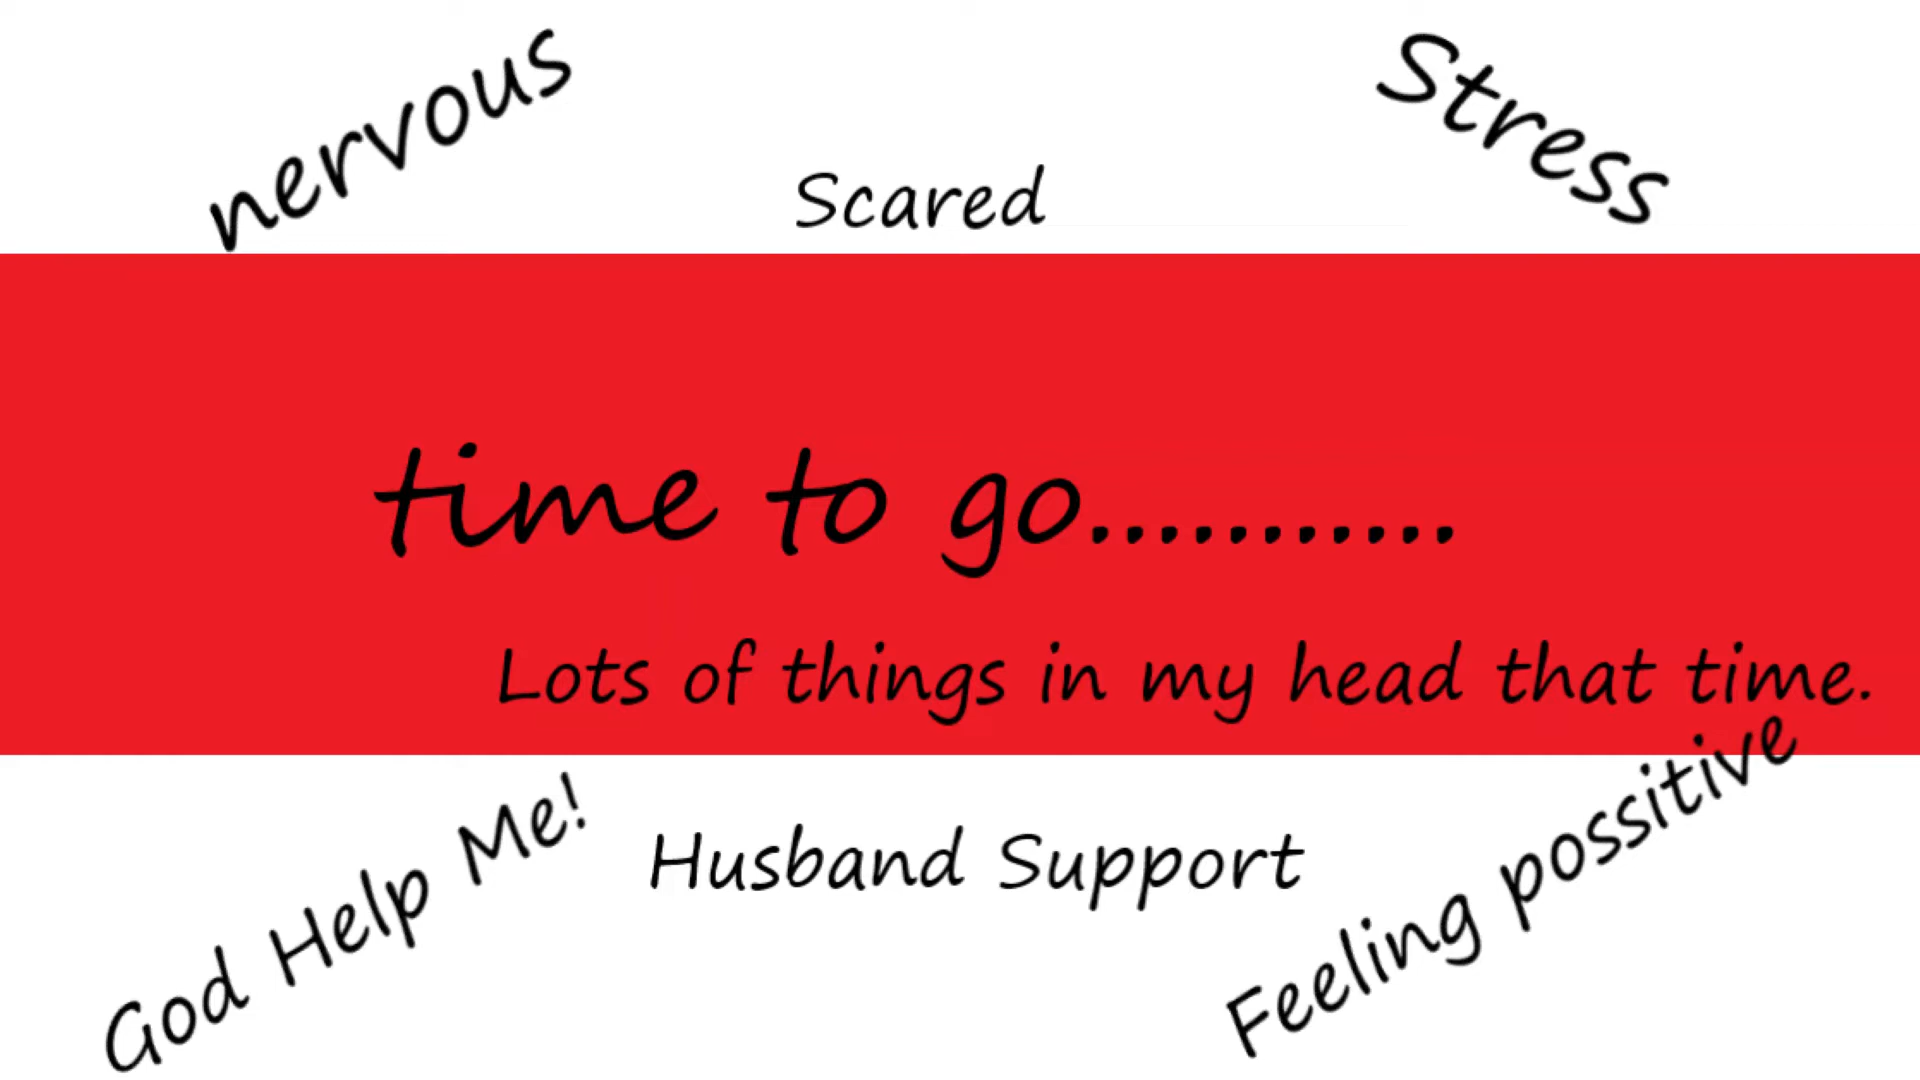 nervous
Stress
Scared
time to go...........
Lots of things in my head that time.
God Help Me!
Husband Support
Feeling possitive